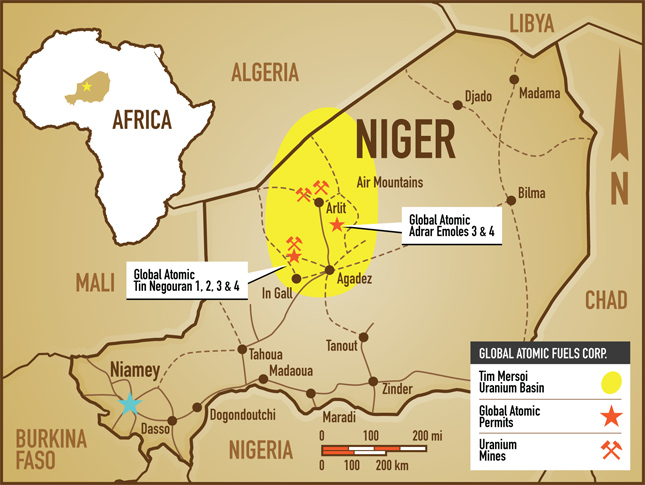 LIBYA
ALGERIA
Djado
Madama
AFRICA
NIGER
Air Mountains
N
Bilma
Arlit
Global Atomic
Adrar Emoles 3 & 4
MALI
Global Atomic
Tin Negouran 1, 2, 3 & 4
Agadez
In Gall
CHAD
Tanout
Tahoua
Niamey
Madaoua
Zinder
Dogondoutchi
Maradi
Dasso
BURKINA
FASO
NIGERIA
0 100 200 mi
0 100 200 km
GLOBAL ATOMIC FUELS CORP.
Tim Mersoi
Uranium Basin
Global Atomic
Permits
Uranium
Mines